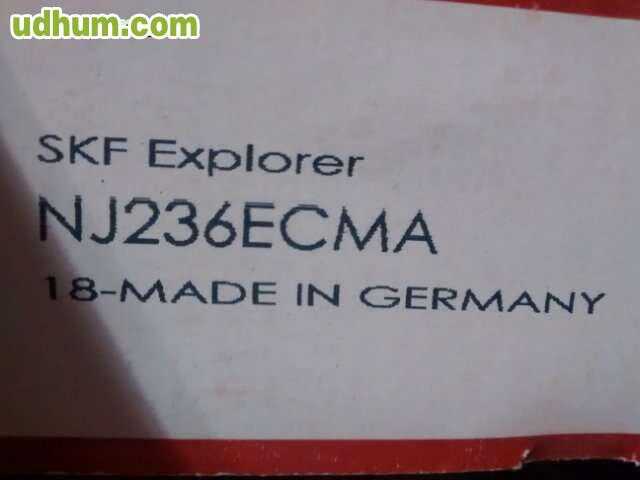 udhum.com
SKF Explorer
NJ236ECMA
18-MADE IN GERMANY